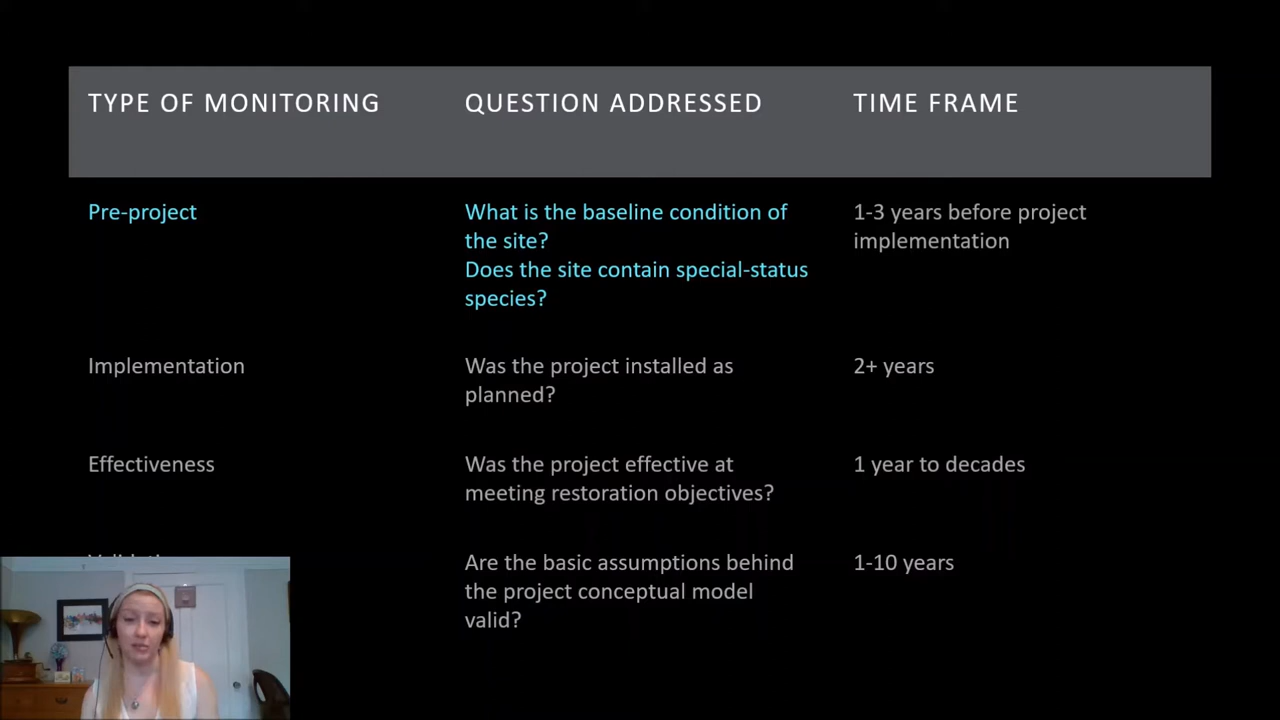 TYPE OF MONITORING
QUESTION ADDRESSED
TIME FRAME
Pre-project
What is the baseline condition of
the site?
Does the site contain special-status
species?
1-3 years before project
implementation
Implementation
Was the project installed as
planned?
2+ years
Effectiveness
Was the project effective at
meeting restoration objectives?
1 year to decades
Are the basic assumptions behind
the project conceptual model
valid?
1-10 years